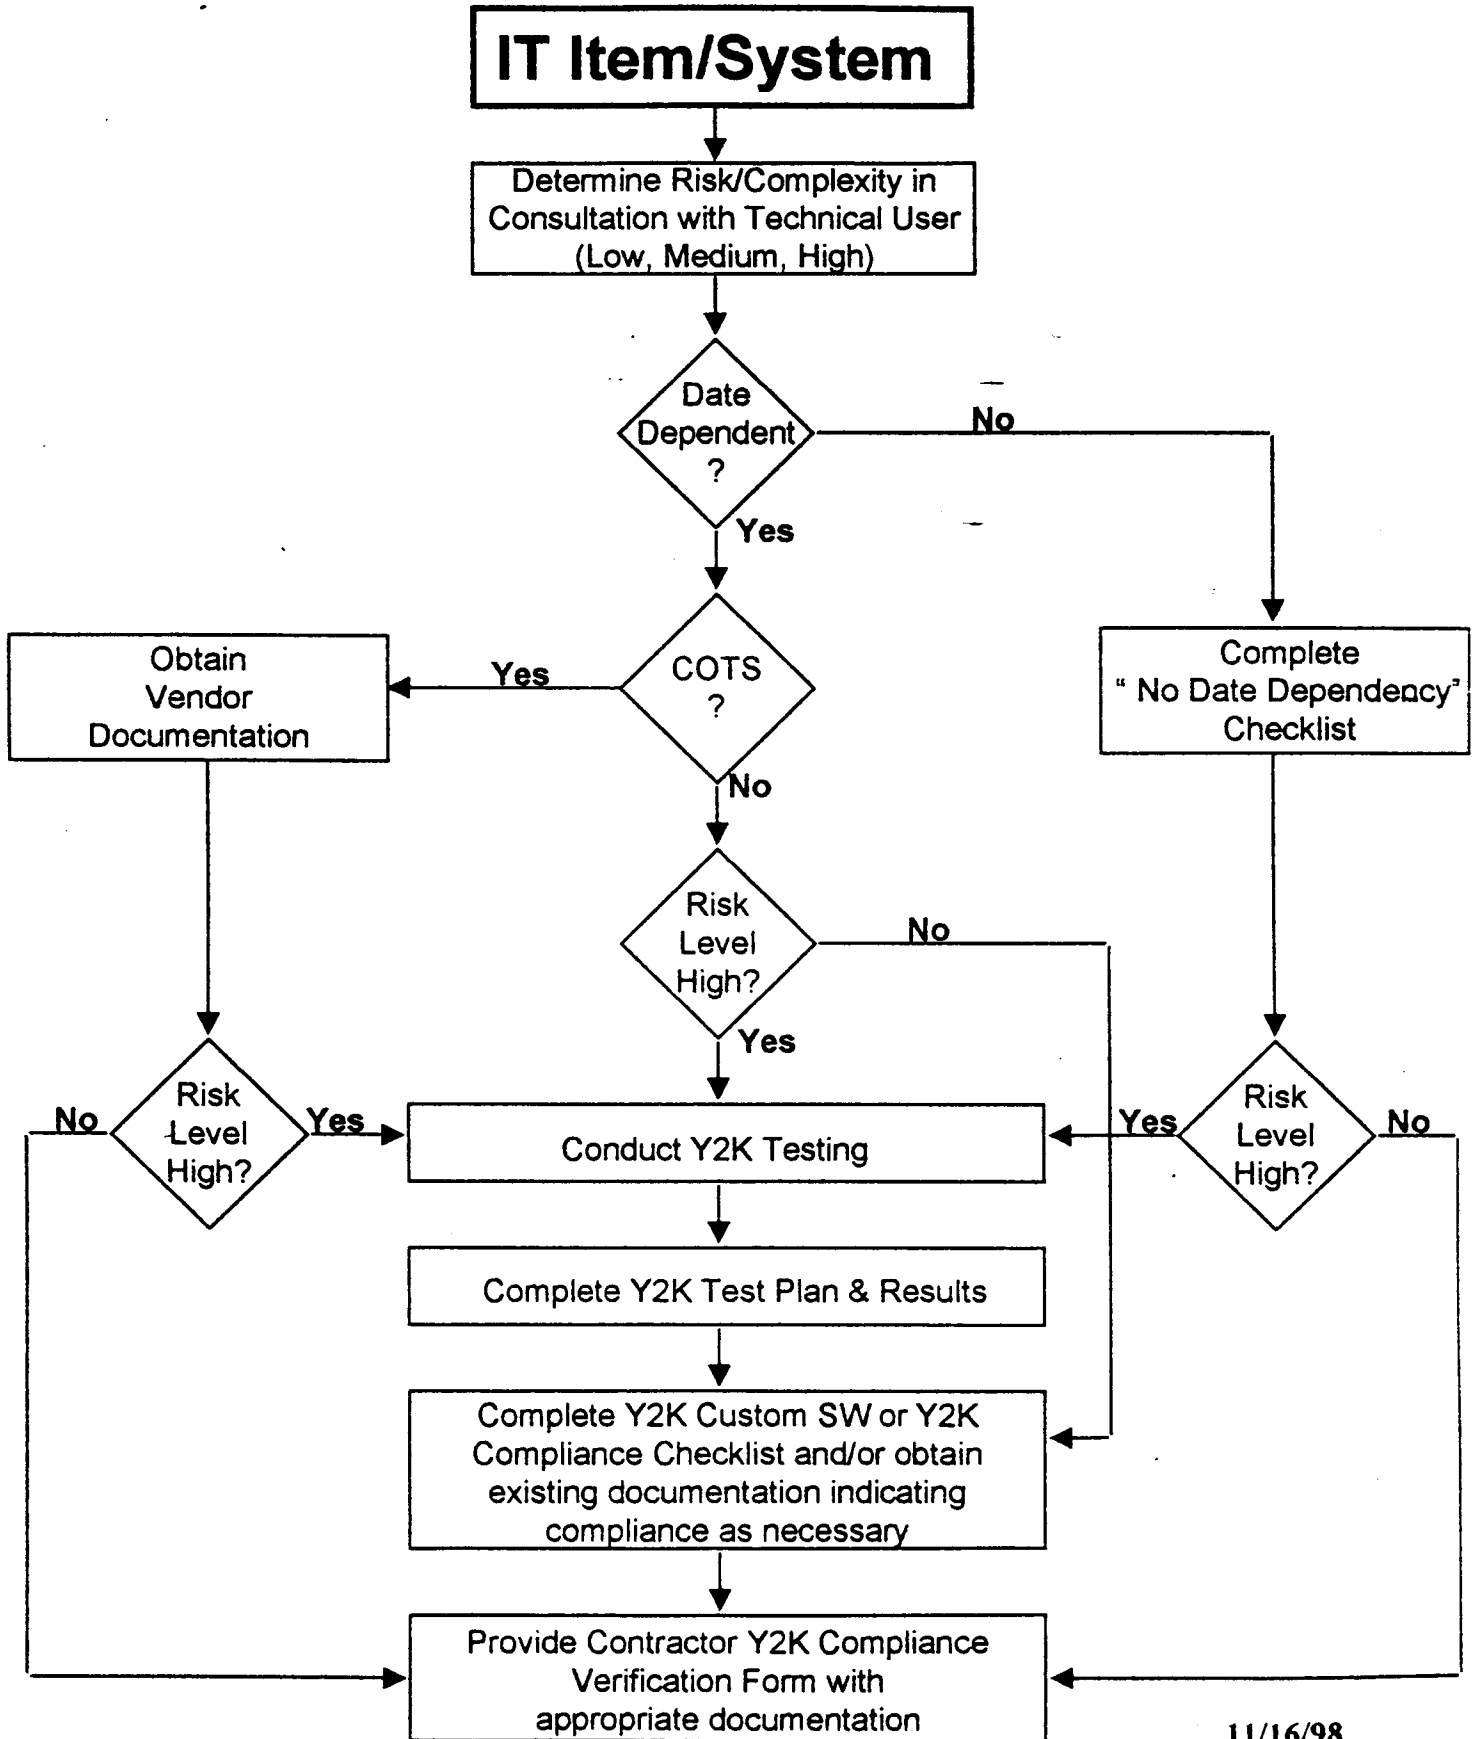 IT Item/System
Determine Risk/Complexity in
Consultation with Technical User
(Low, Medium, High)
Date
Dependent
?
No
Yes
Obtain
Vendor
Documentation
Yes
COTS
?
Complete
“ No Date Dependency”
Checklist
No
Risk
Level
High?
No
Yes
No
Risk
Level
High?
Yes
Conduct Y2K Testing
Yes
Risk
Level
High?
No
Complete Y2K Test Plan & Results
Complete Y2K Custom SW or Y2K
Compliance Checklist and/or obtain
existing documentation indicating
compliance as necessary
Provide Contractor Y2K Compliance
Verification Form with
appropriate documentation
11/16/98